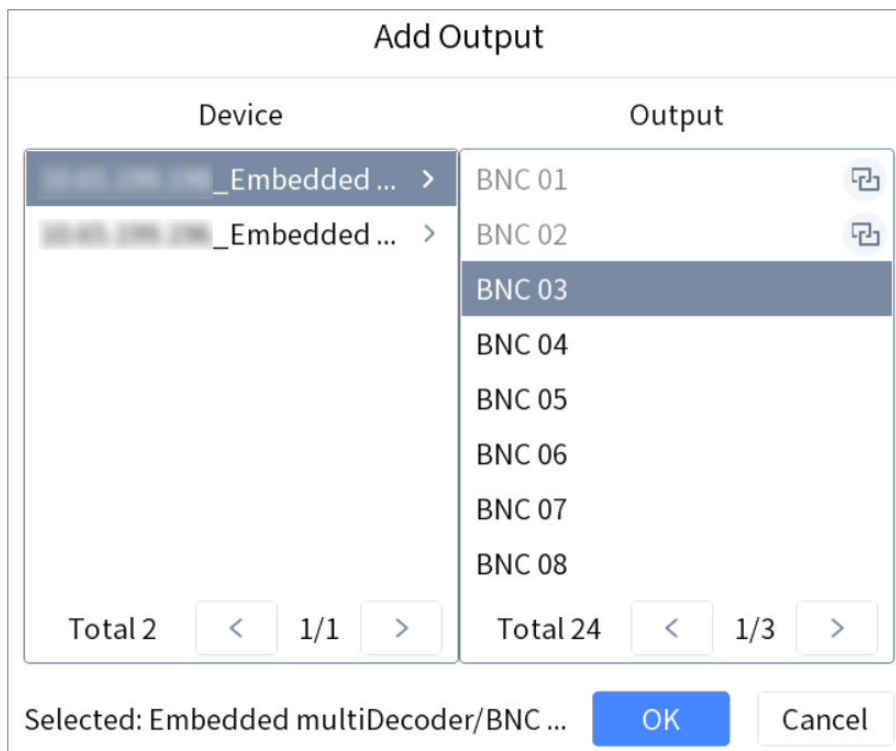 Add Output
Device
Output
_Embedded ...
_Embedded ...
BNC 01
BNC 02
BNC 03
BNC 04
BNC 05
BNC 06
BNC 07
BNC 08
Total 2
1/1
Total 24
1/3
Selected: Embedded multiDecoder/BNC ...
OK
Cancel